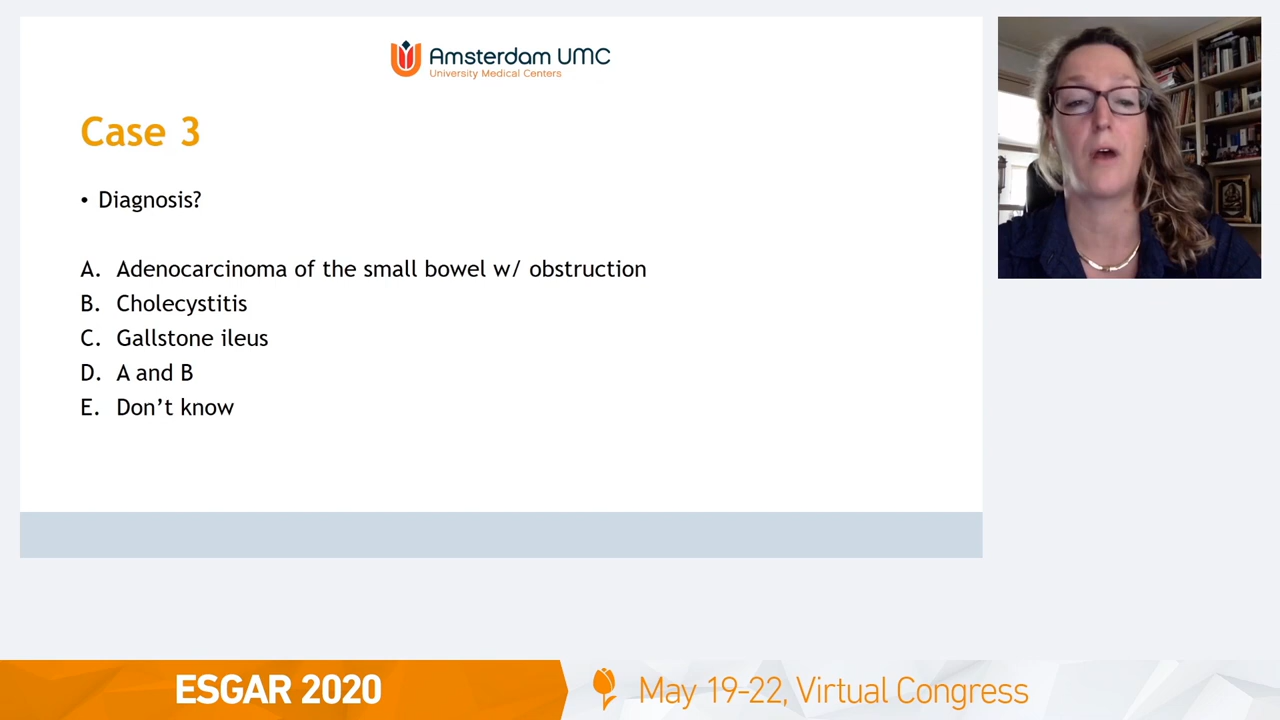 Amsterdam UMC
University Medical Centers
Case 3
• Diagnosis?
A. Adenocarcinoma of the small bowel w/ obstruction
B. Cholecystitis
C. Gallstone ileus
D. A and B
E. Don’t know
ESGAR 2020
May 19-22, Virtual Congress